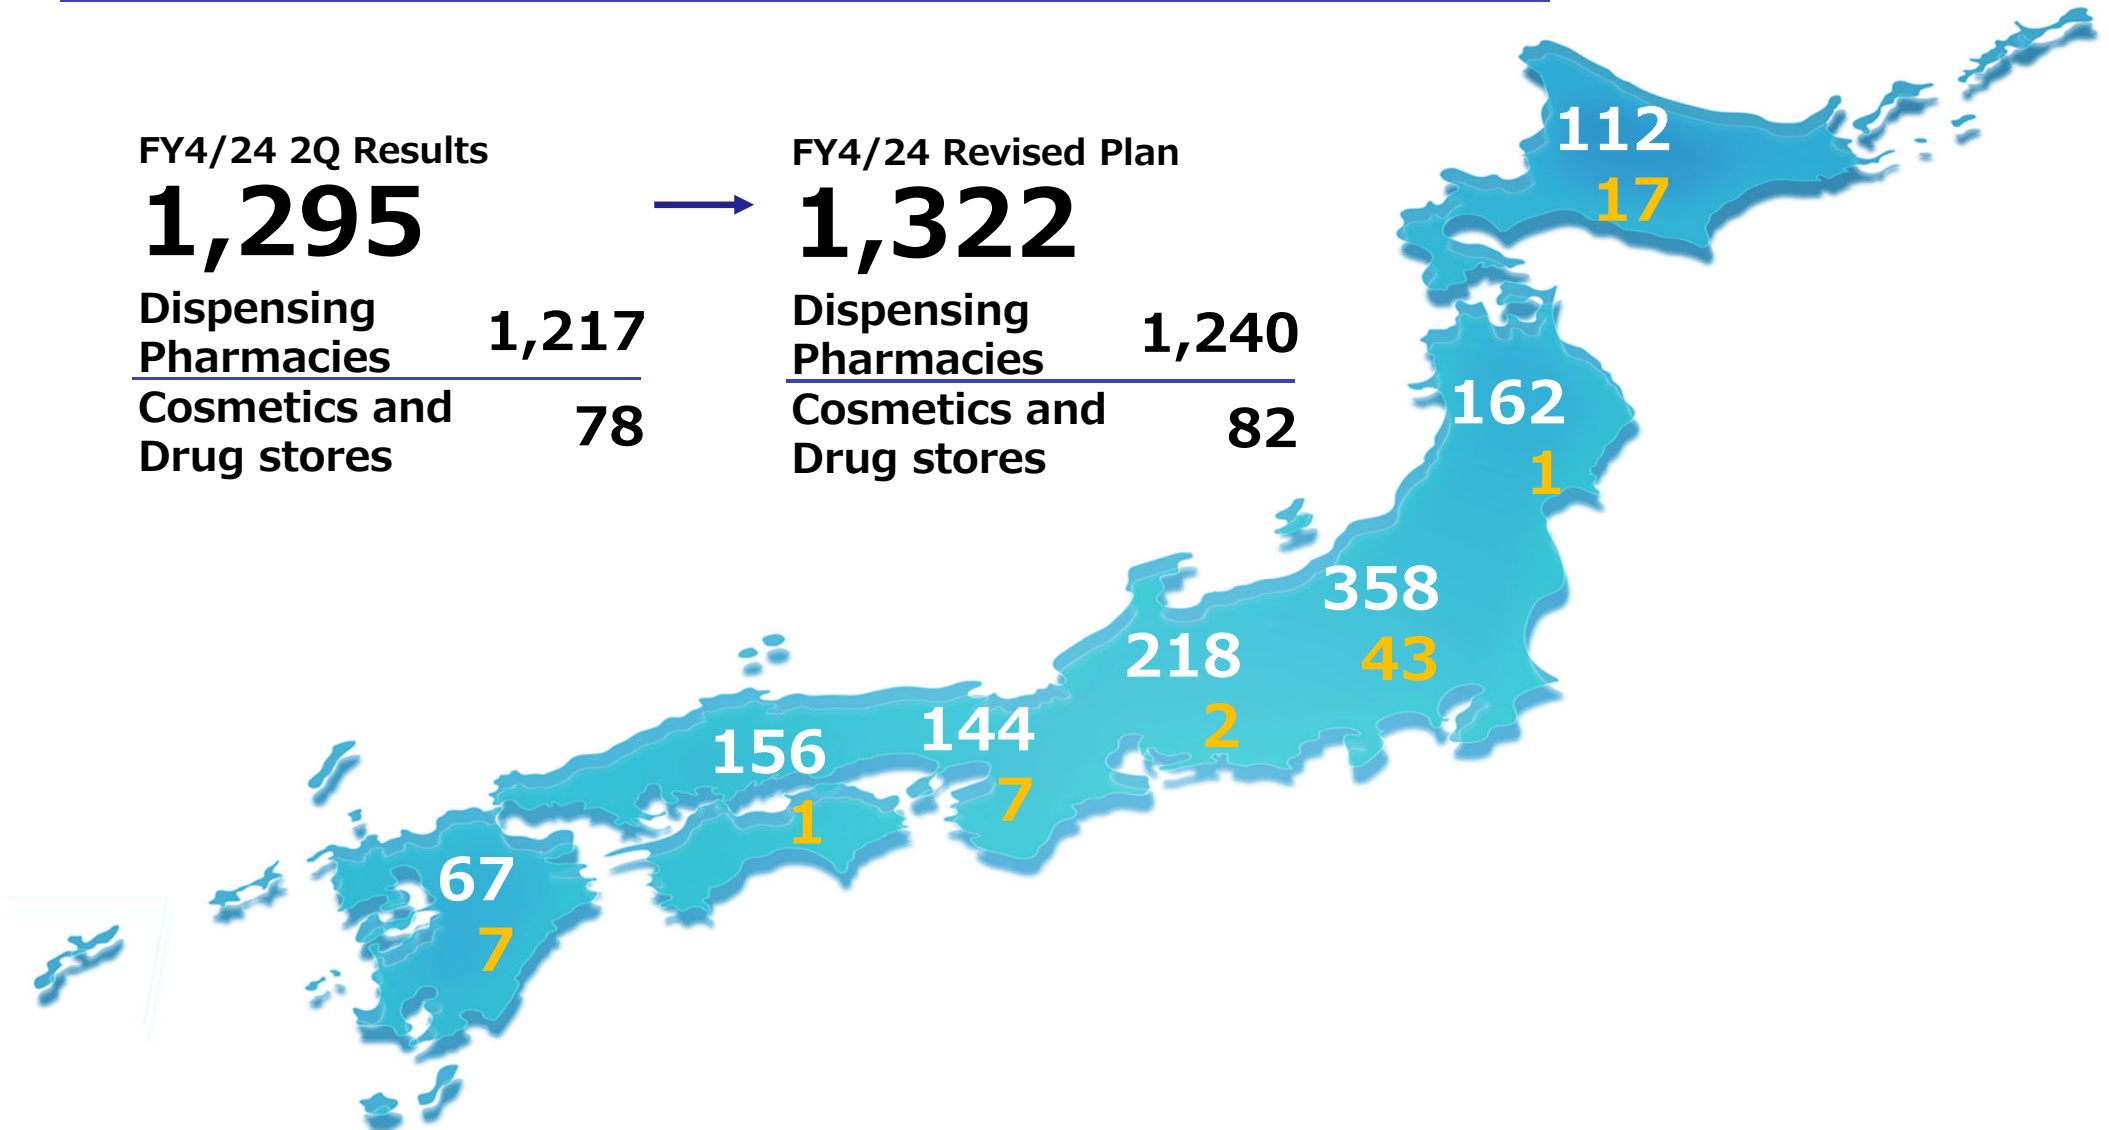 FY4/24 2Q Results
1,295
Dispensing
Pharmacies
1,217
Cosmetics and
Drug stores
78
FY4/24 Revised Plan
1,322
Dispensing
Pharmacies
1,240
Cosmetics and
Drug stores
82
112
17
162
1
358
43
218
2
144
7
156
1
67
7